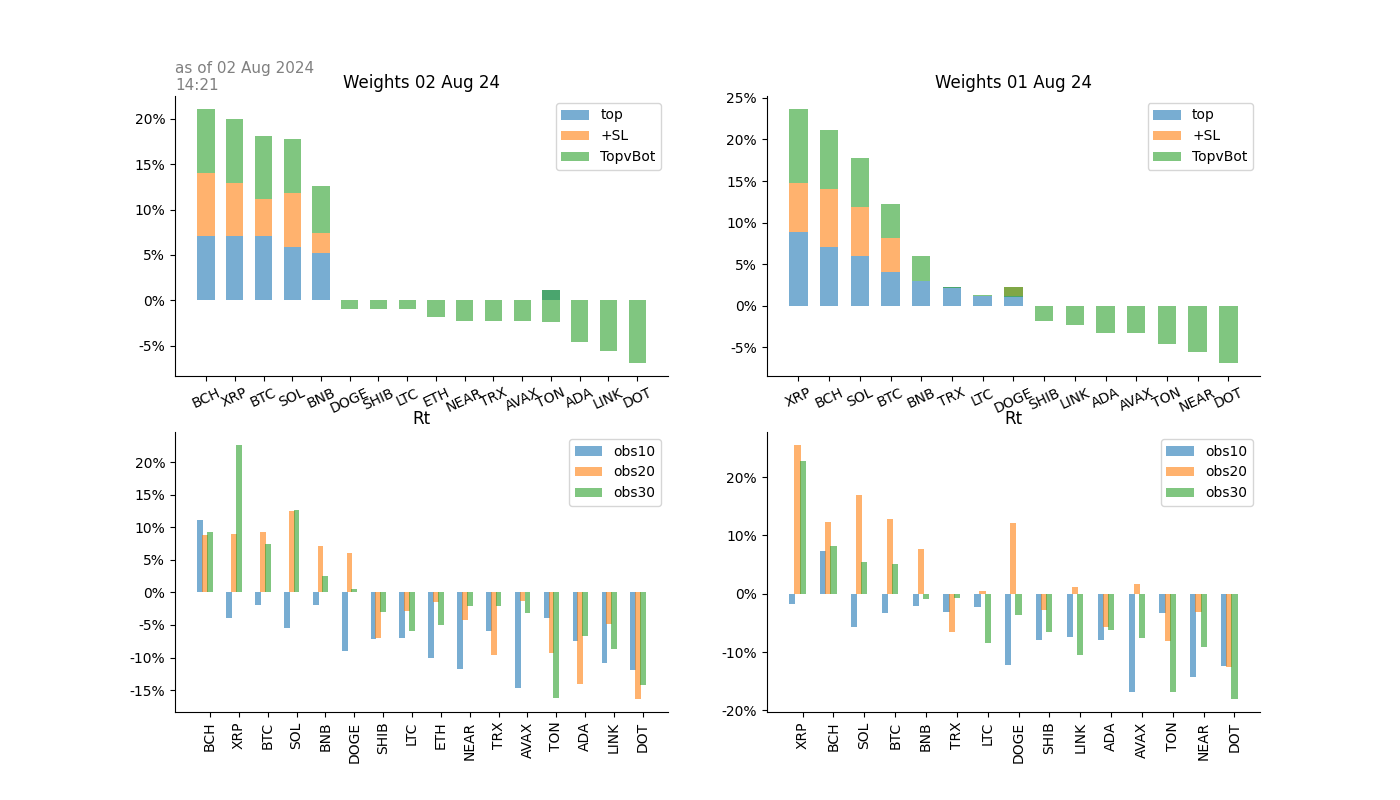 as of 02 Aug 2024
14:21
Weights 02 Aug 24
20%
15%
10%
5%
0%
-5%
top
+SL
TopvBot
BCH XRP BTC SOL BNB DOGE SHIB LTC ETH NEAR TRX AVAX TON ADA LINK DOT
Weights 01 Aug 24
25%
20%
15%
10%
5%
0%
-5%
top
+SL
TopvBot
XRP BCH SOL BTC BNB TRX LTC DOGE SHIB LINK ADA AVAX TON NEAR DOT
Rt
20%
15%
10%
5%
0%
-5%
-10%
-15%
obs10
obs20
obs30
BCH XRP BTC SOL BNB DOGE SHIB LTC ETH NEAR TRX AVAX TON ADA LINK DOT
Rt
20%
10%
0%
-10%
-20%
obs10
obs20
obs30
XRP BCH SOL BTC BNB TRX LTC DOGE SHIB LINK ADA AVAX TON NEAR DOT